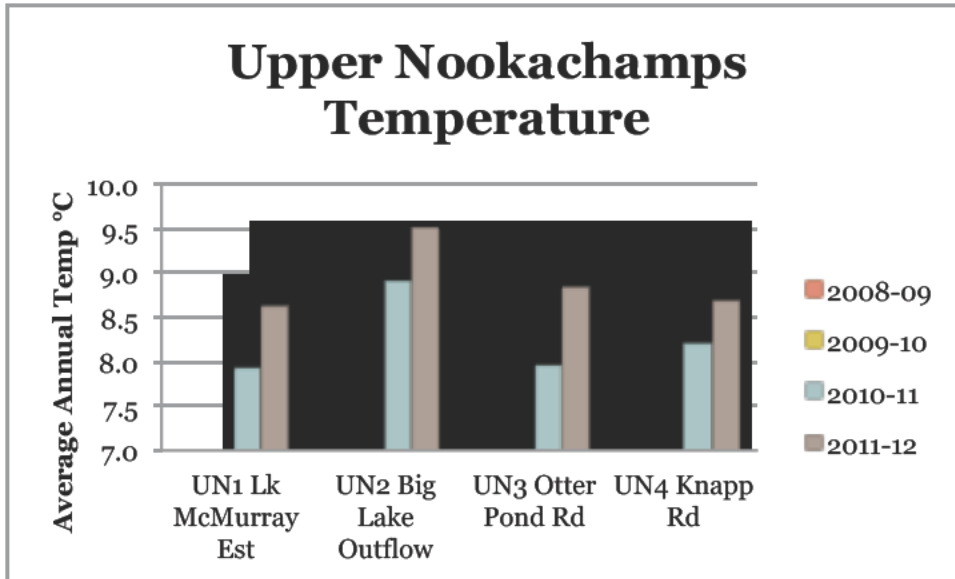 Upper Nookachamps
Temperature
Average Annual Temp °C
10.0
9.5
9.0
8.5
8.0
7.5
7.0
UN1 Lk
McMurray
Est
UN2 Big
Lake
Outflow
UN3 Otter
Pond Rd
UN4 Knapp
Rd
2008-09
2009-10
2010-11
2011-12